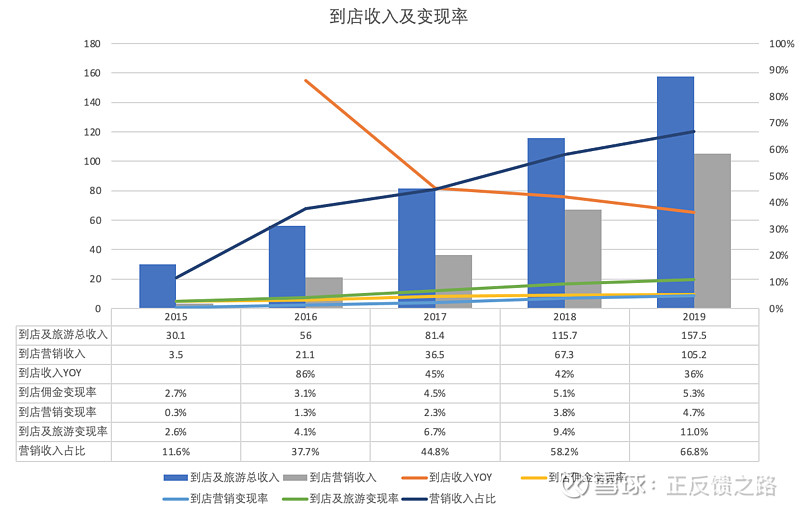 到店收入及变现率
180 100%
90%
160
80%
140
70%
120
60%
100
50%
80
40%
60
30%
40
20%
20
10%
0 0%
2015 2016 2017 2018 2019
到店及旅游总收入 30.1 56 81.4 115.7 157.5
到店营销收入 3.5 21.1 36.5 67.3 105.2
到店收入YOY 86% 45% 42% 36%
到店佣金变现率 2.7% 3.1% 4.5% 5.1% 5.3%
到店营销变现率 0.3% 1.3% 2.3% 3.8% 4.7%
到店及旅游变现率 2.6% 4.1% 6.7% 9.4% 11.0%
营销收入占比 11.6% 37.7% 44.8% 58.2% 66.8%
到店及旅游总收入 到店营销收入 到店收入YOY 到店佣金变现率
到店营销变现率 到店及旅游变现率 营销收入占比
雪球：正反馈之路